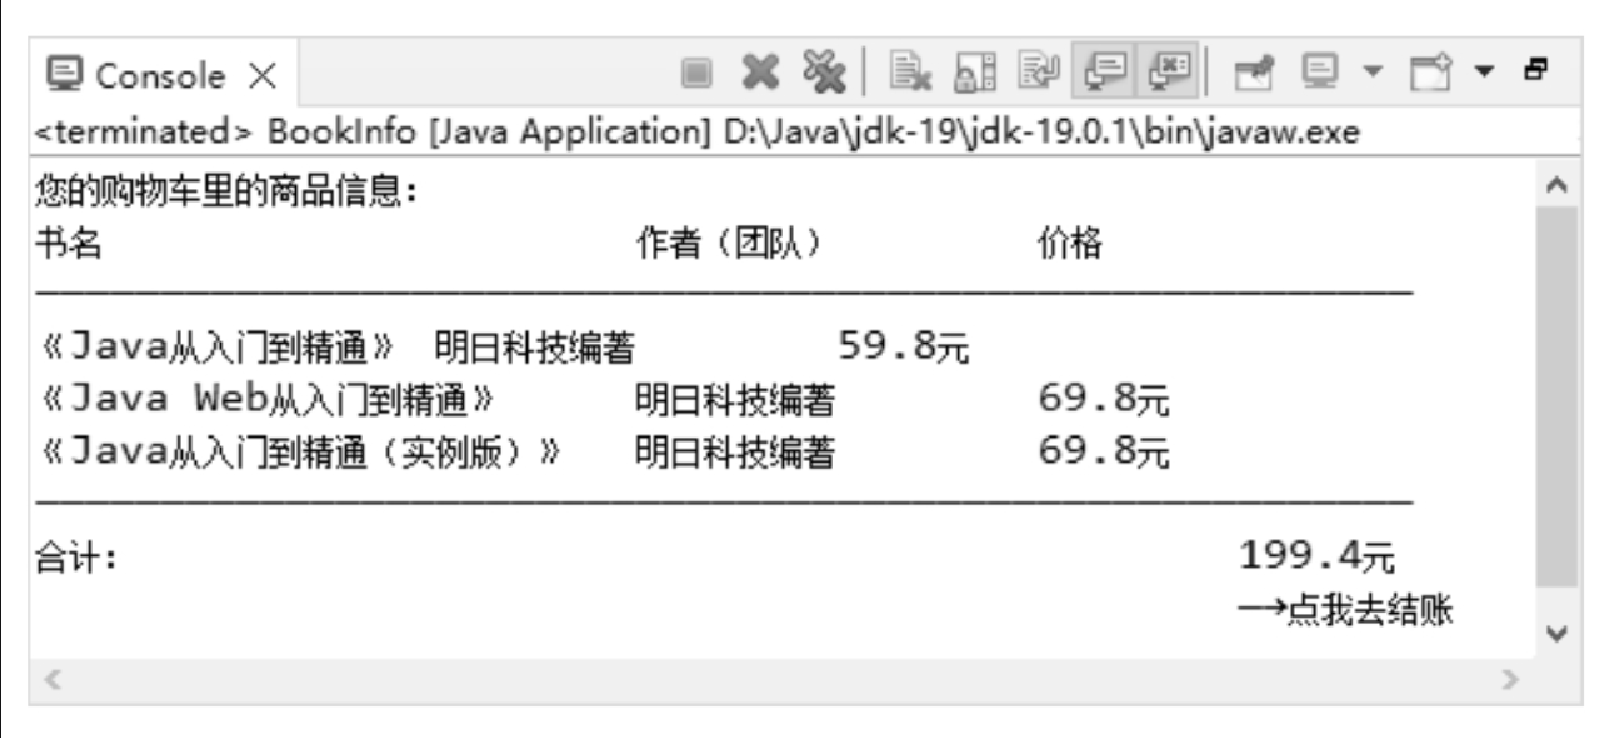 Console
<terminated> BookInfo [Java Application] D:\Java\jdk-19\jdk-19.0.1\bin\javaw.exe
您的购物车里的商品信息：
书名 作者（团队） 价格
《Java从入门到精通》 明日科技编著 59.8元
《Java Web从入门到精通》 明日科技编著 69.8元
《Java从入门到精通（实例版）》 明日科技编著 69.8元
合计： 199.4元
—→点我去结账